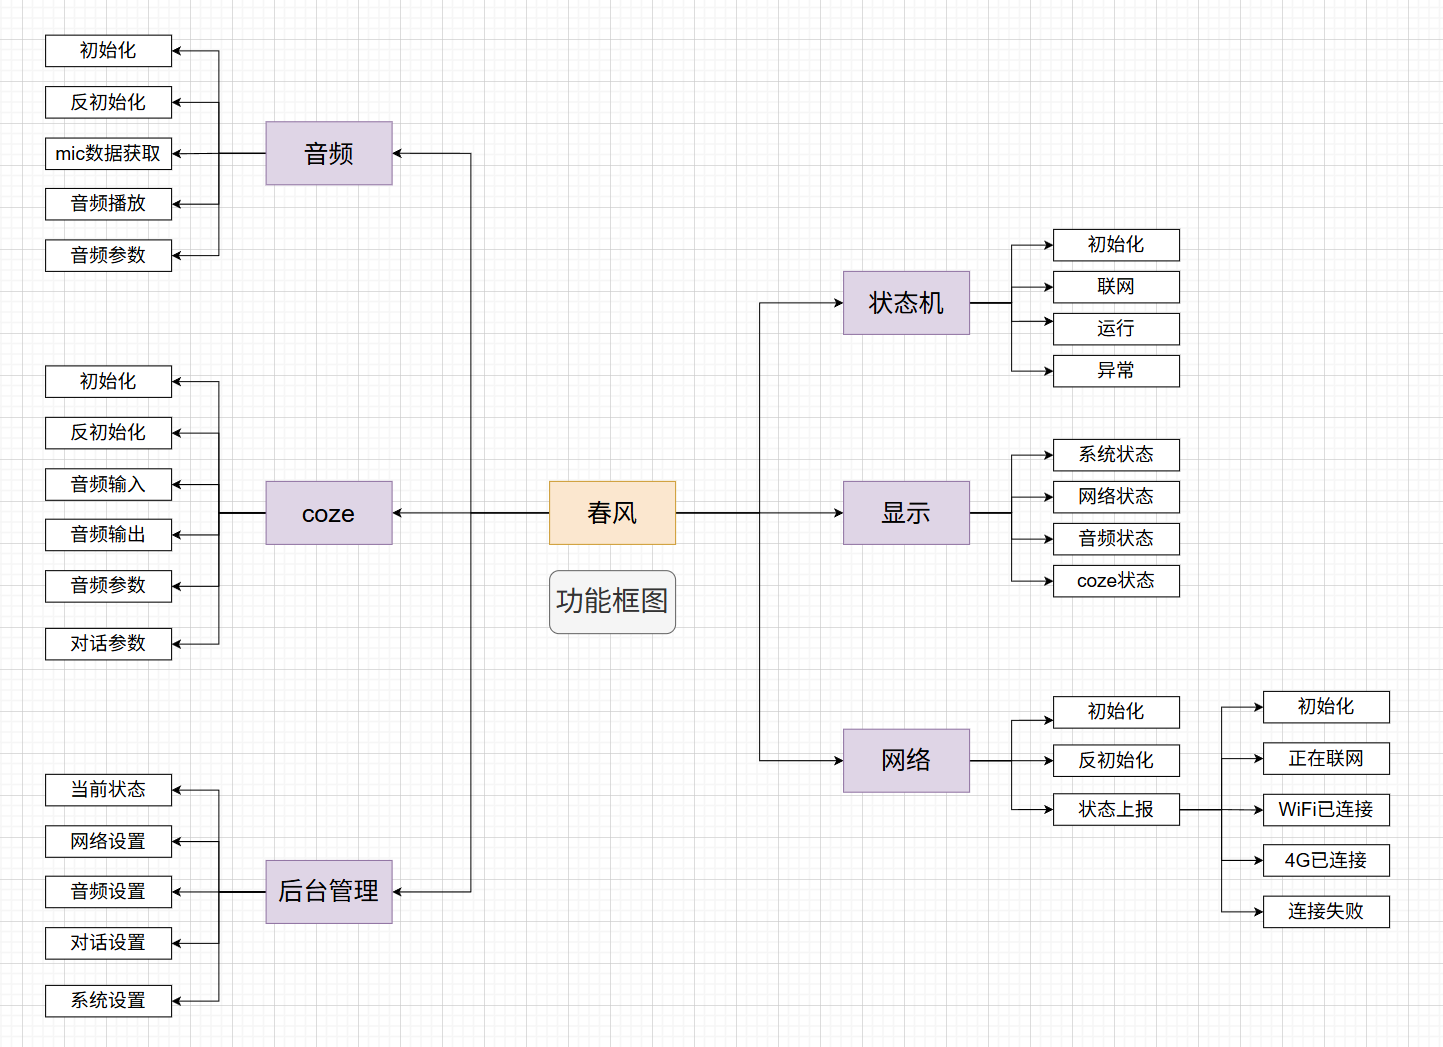 初始化
反初始化
mic数据获取
音频播放
音频参数
音频
初始化
反初始化
音频输入
音频输出
音频参数
对话参数
coze
当前状态
网络设置
音频设置
对话设置
系统设置
后台管理
春风
功能框图
状态机
初始化
联网
运行
异常
显示
系统状态
网络状态
音频状态
coze状态
网络
初始化
反初始化
状态上报
初始化
正在联网
WiFi已连接
4G已连接
连接失败